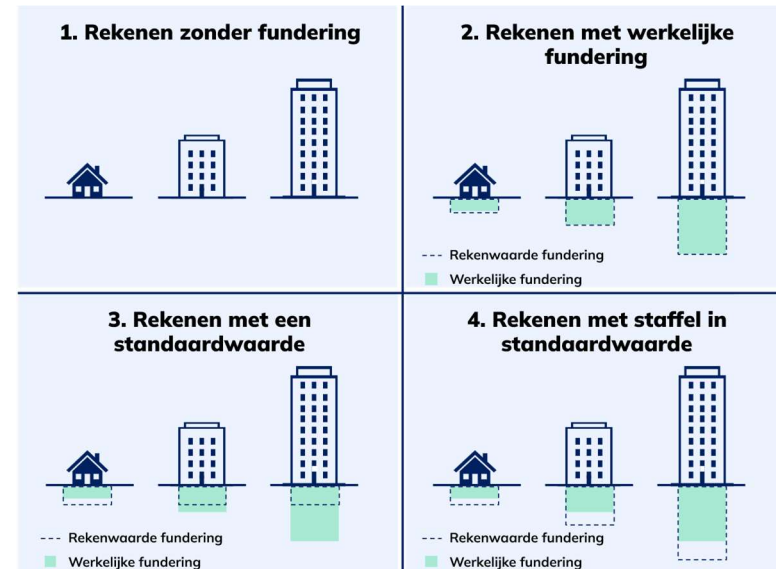 1. Rekenen zonder fundering
2. Rekenen met werkelijke
fundering
Rekenwaarde fundering
Werkelijke fundering
3. Rekenen met een
standaardwaarde
Rekenwaarde fundering
Werkelijke fundering
4. Rekenen met staffel in
standaardwaarde
Rekenwaarde fundering
Werkelijke fundering